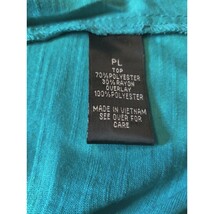 PL
TOP
70%POLYESTER
30%RAYON
OVERLAY
100%POLYESTER
MADE IN VIETNAM
SEE OVER FOR
CARE